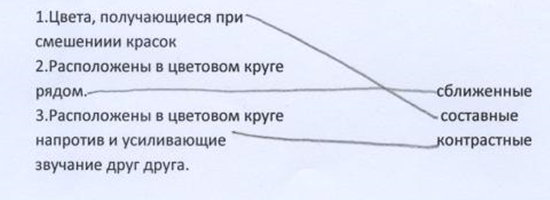 1.Цвета, получающиеся при
смешениии красок
2.Расположены в цветовом круге
рядом. сближенные
3.Расположены в цветовом круге составные
напротив и усиливающие контрастные
звучание друг друга.